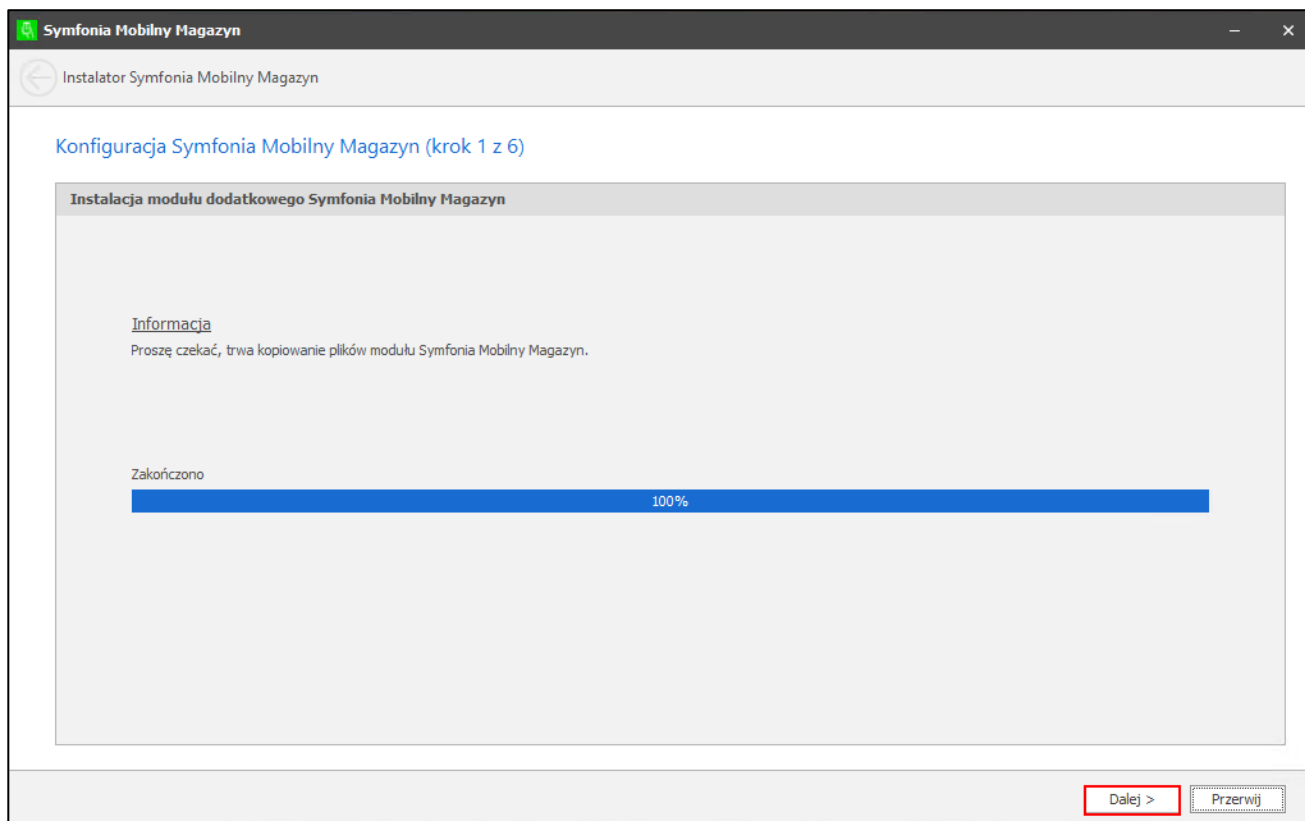 Symfonia Mobilny Magazyn
Instalator Symfonia Mobilny Magazyn
Konfiguracja Symfonia Mobilny Magazyn (krok 1 z 6)
Instalacja modułu dodatkowego Symfonia Mobilny Magazyn
Informacja
Proszę czekać, trwa kopiowanie plików modułu Symfonia Mobilny Magazyn.
Zakończono
100%
Dalej > Przerwij